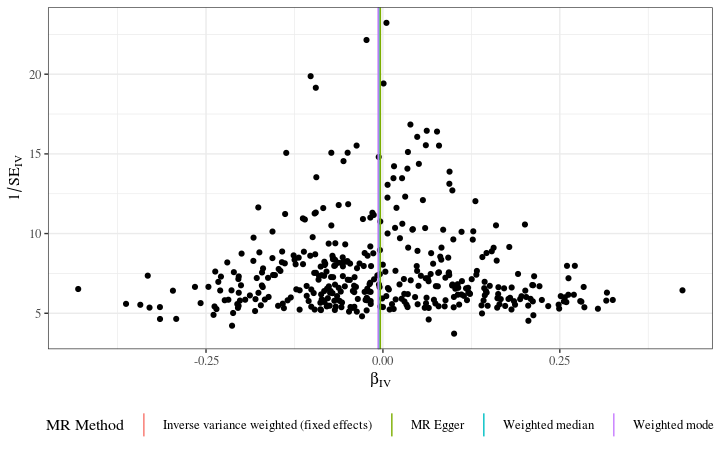 20
15
10
5
1/SE_IV
-0.25
0.00
0.25
β_IV
MR Method
Inverse variance weighted (fixed effects)
MR Egger
Weighted median
Weighted mode